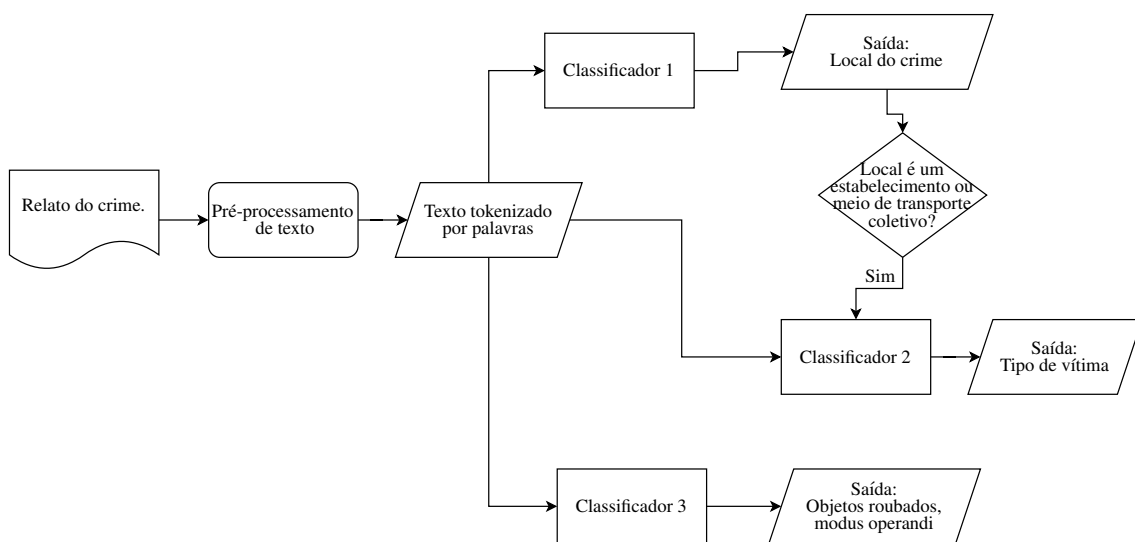 Saída:
Local do crime
Classificador 1
Local é um
estabelecimento ou
meio de transporte
coletivo?
Relato do crime.
Pré-processamento
de texto
Texto tokenizado
por palavras
Sim
Classificador 2
Saída:
Tipo de vítima
Classificador 3
Saída:
Objetos roubados,
modus operandi